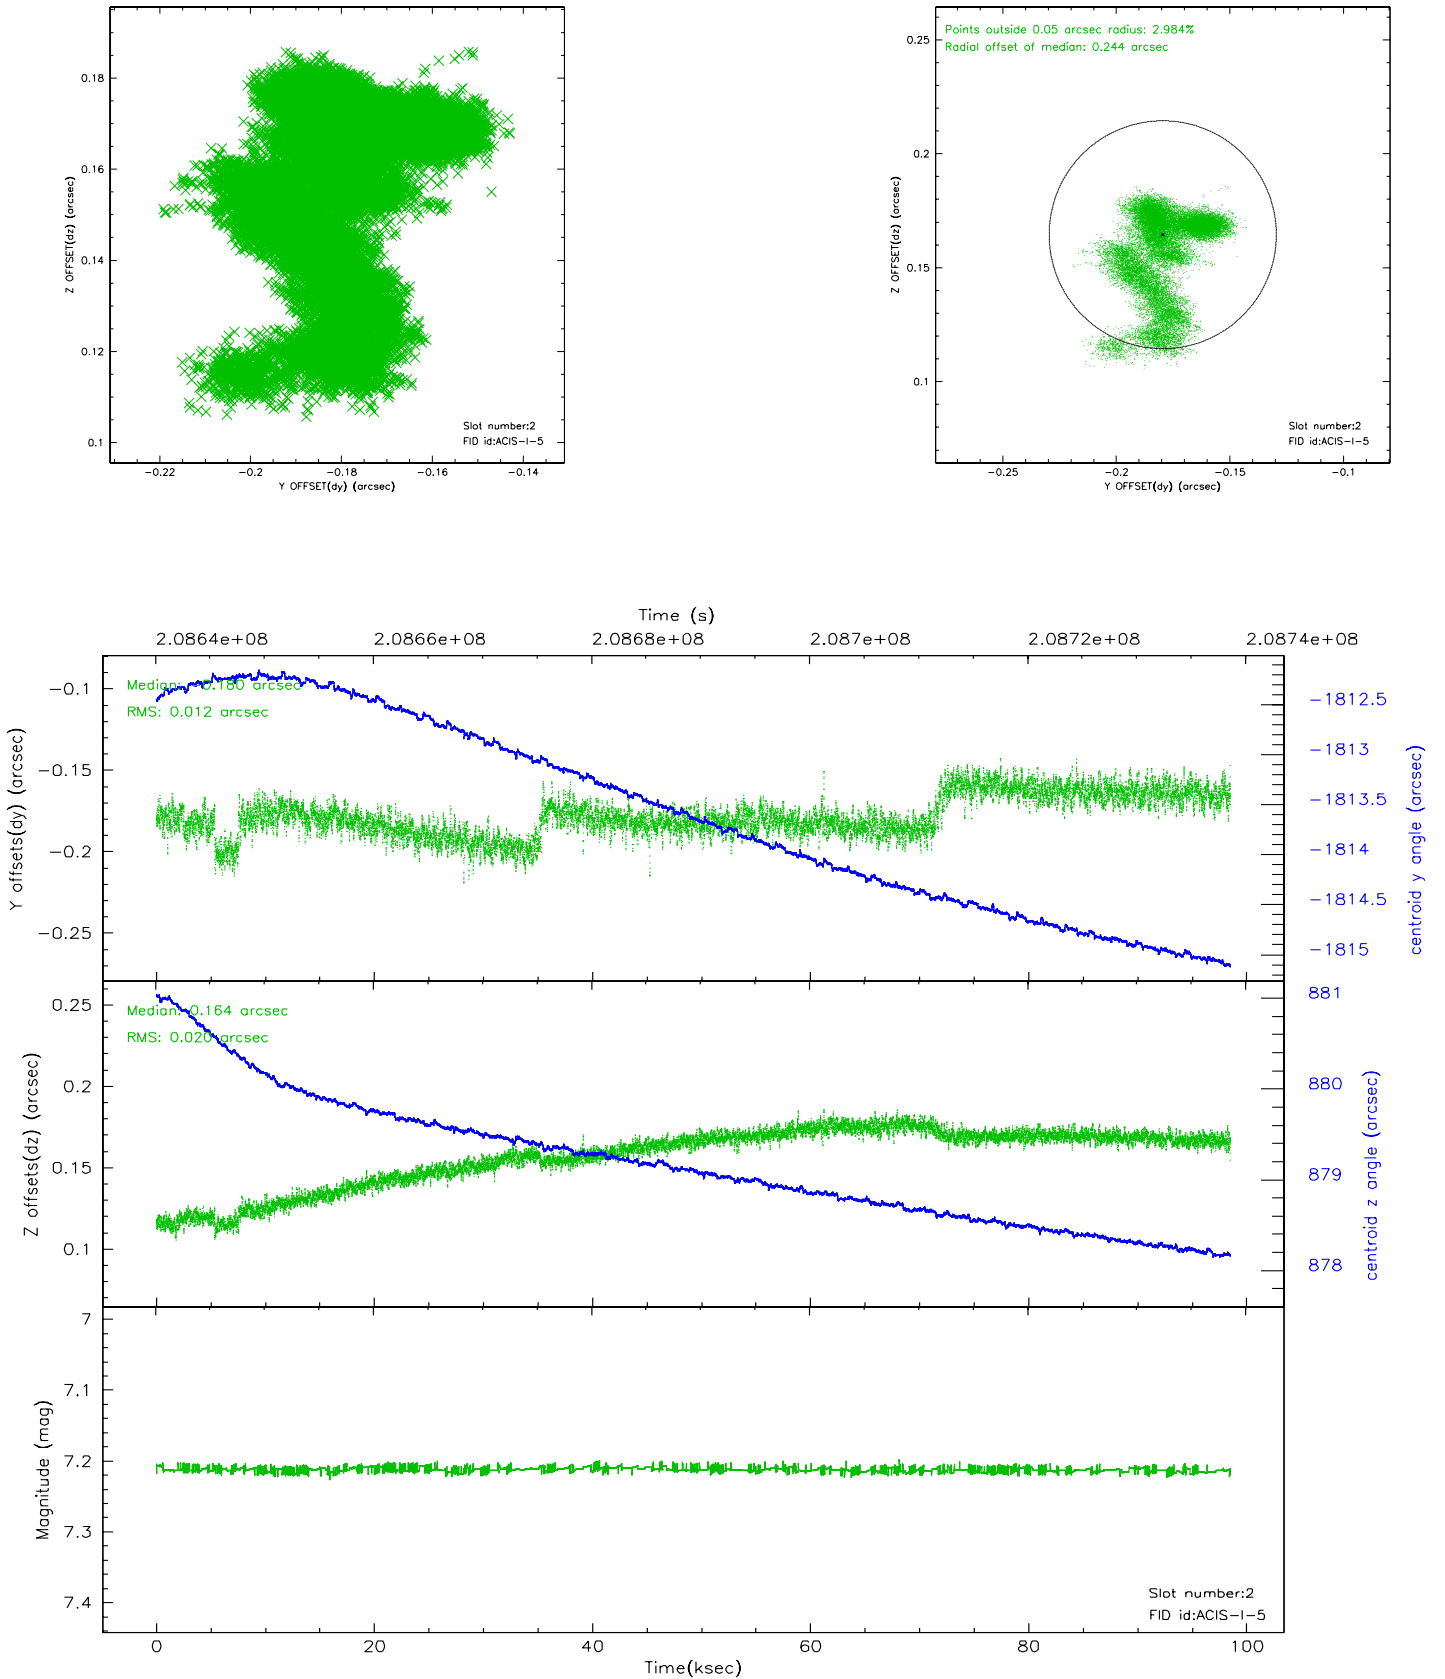 0.18
0.16
0.14
0.12
0.1
Z OFFSET(dz) (arcsec)
Slot number:2
FID id:ACIS-I-5
-0.22
-0.2
-0.18
-0.16
-0.14
Y OFFSET(dy) (arcsec)
Points outside 0.05 arcsec radius: 2.984%
Radial offset of median: 0.244 arcsec
0.25
0.2
0.15
0.1
Z OFFSET(dz) (arcsec)
Slot number:2
FID id:ACIS-I-5
-0.25
-0.2
-0.15
-0.1
Y OFFSET(dy) (arcsec)
Time (s)
2.0864e+08
2.0866e+08
2.0868e+08
2.087e+08
2.0872e+08
2.0874e+08
Median: -0.180 arcsec
RMS: 0.012 arcsec
-0.1
-0.15
-0.2
-0.25
Y offsets(dy) (arcsec)
-1812.5
-1813
-1813.5
-1814
-1814.5
-1815
centroid y angle (arcsec)
Median: 0.164 arcsec
RMS: 0.020 arcsec
0.25
0.2
0.15
0.1
Z offsets(dz) (arcsec)
881
880
879
878
centroid z angle (arcsec)
7
7.1
7.2
7.3
7.4
Magnitude (mag)
Slot number:2
FID id:ACIS-I-5
0
20
40
60
80
100
Time(ksec)